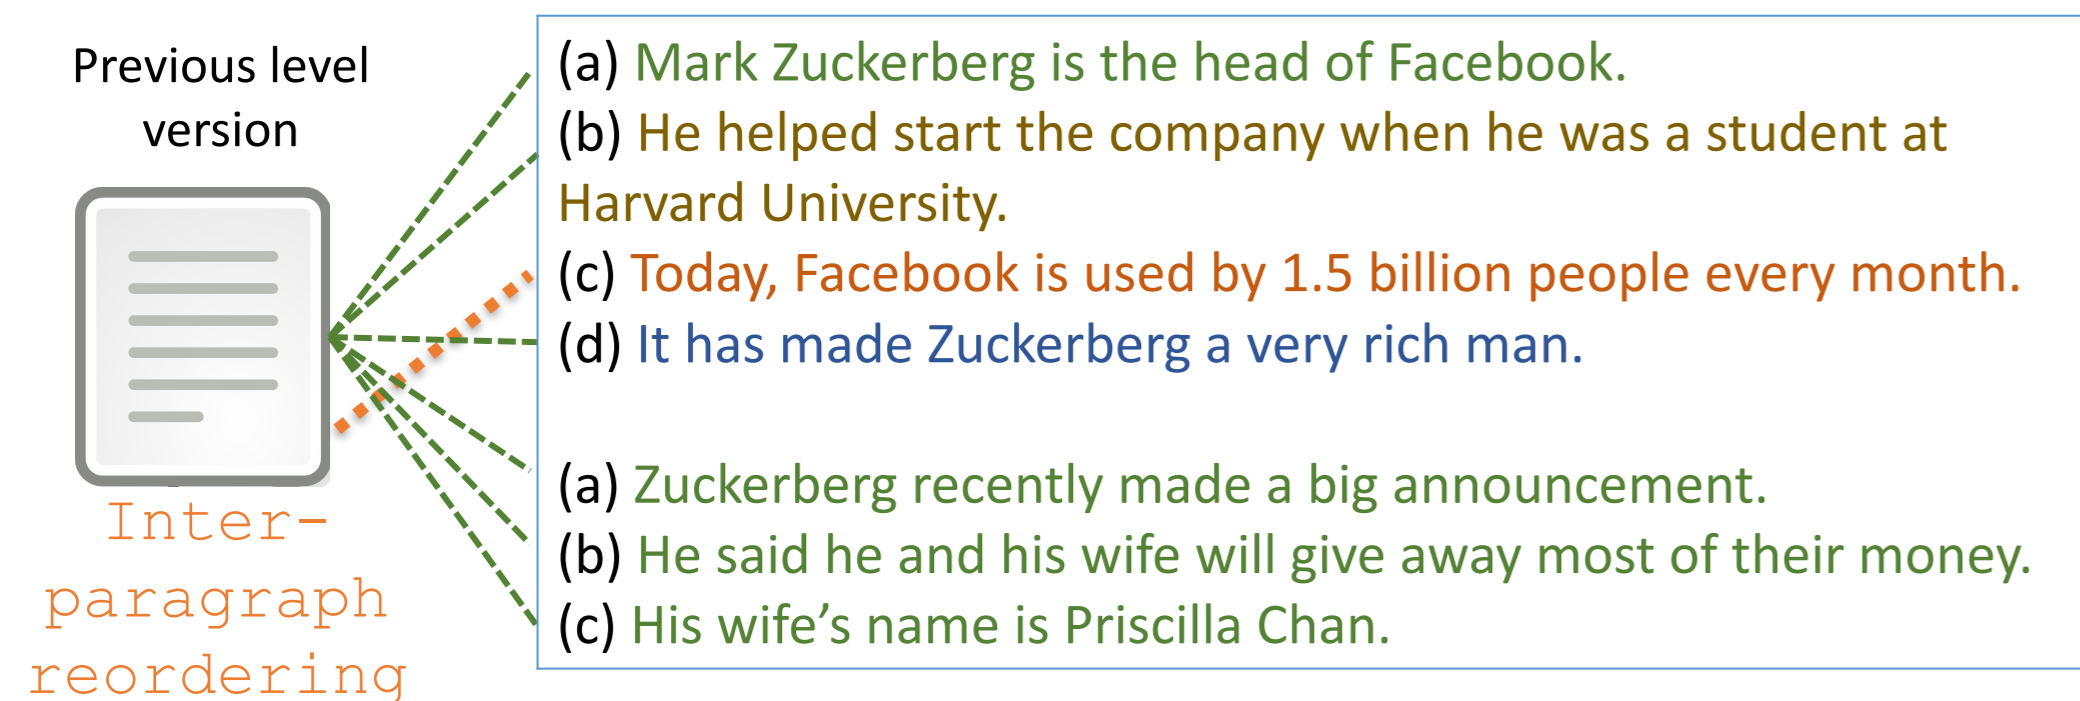 Previous level
version
(a) Mark Zuckerberg is the head of Facebook.
(b) He helped start the company when he was a student at
Harvard University.
(c) Today, Facebook is used by 1.5 billion people every month.
(d) It has made Zuckerberg a very rich man.
(a) Zuckerberg recently made a big announcement.
(b) He said he and his wife will give away most of their money.
(c) His wife’s name is Priscilla Chan.
Inter-
paragraph
reordering